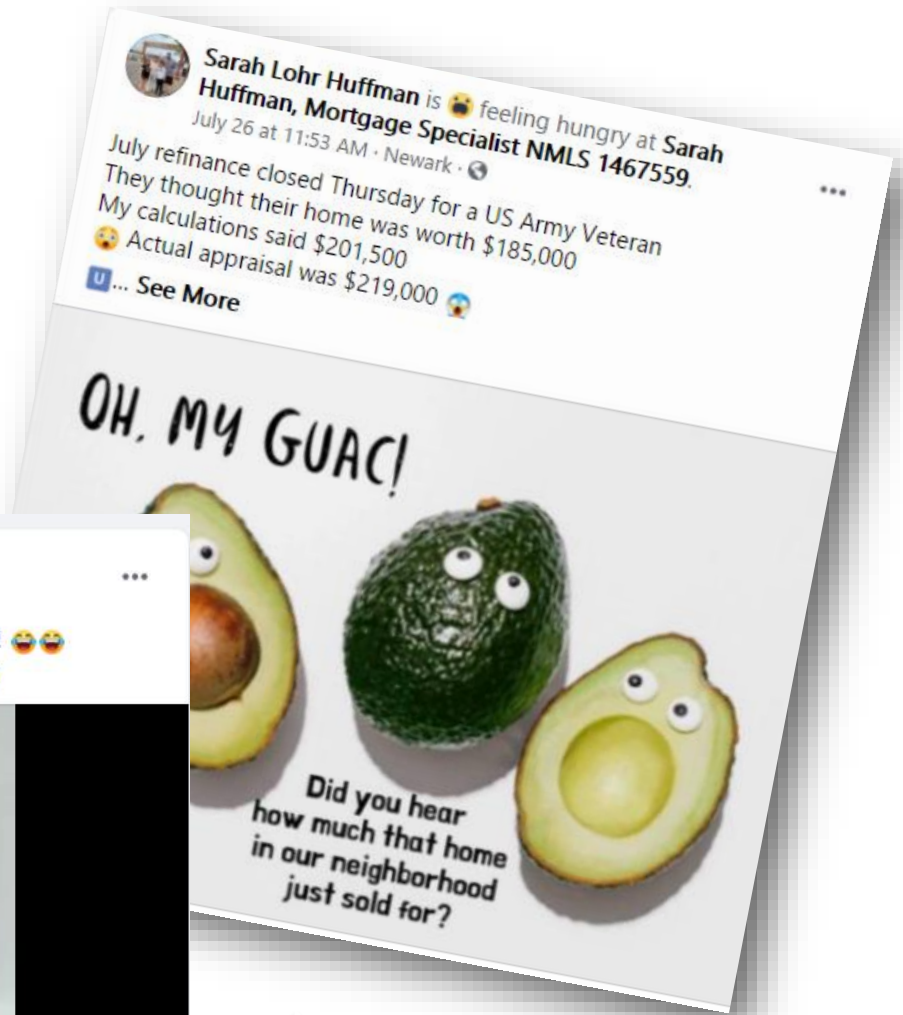 Sarah Lohr Huffman is 😫 feeling hungry at Sarah
Huffman, Mortgage Specialist NMLS 1467559.
July 26 at 11:53 AM · Newark ·
July refinance closed Thursday for a US Army Veteran
They thought their home was worth $185,000
My calculations said $201,500
😳 Actual appraisal was $219,000 😱
U... See More
OH, MY GUAC!
Did you hear
how much that home
in our neighborhood
just sold for?
😂😂